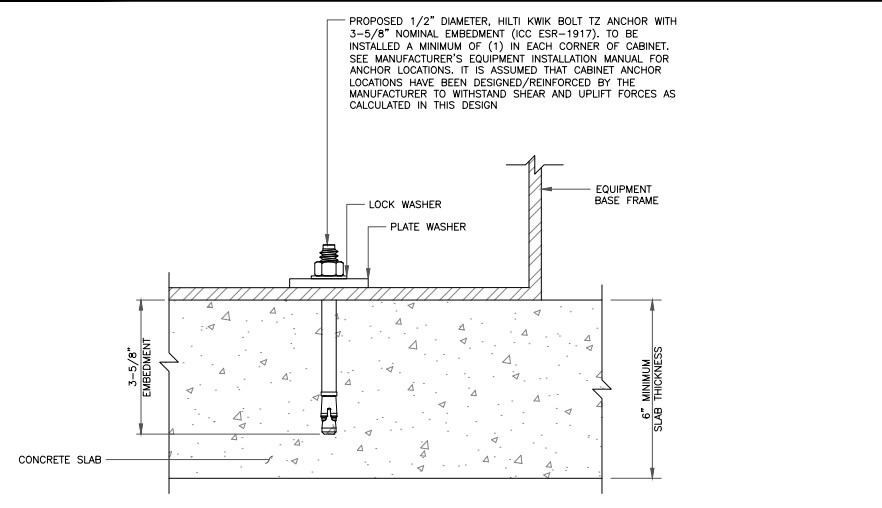 PROPOSED 1/2" DIAMETER, HILTI KWIK BOLT TZ ANCHOR WITH
3-5/8" NOMINAL EMBEDMENT (ICC ESR-1917). TO BE
INSTALLED A MINIMUM OF (1) IN EACH CORNER OF CABINET.
SEE MANUFACTURER'S EQUIPMENT INSTALLATION MANUAL FOR
ANCHOR LOCATIONS. IT IS ASSUMED THAT CABINET ANCHOR
LOCATIONS HAVE BEEN DESIGNED/REINFORCED BY THE
MANUFACTURER TO WITHSTAND SHEAR AND UPLIFT FORCES AS
CALCULATED IN THIS DESIGN
EQUIPMENT
BASE FRAME
LOCK WASHER
PLATE WASHER
3-5/8"
EMBEDMENT
6" MINIMUM
SLAB THICKNESS
CONCRETE SLAB